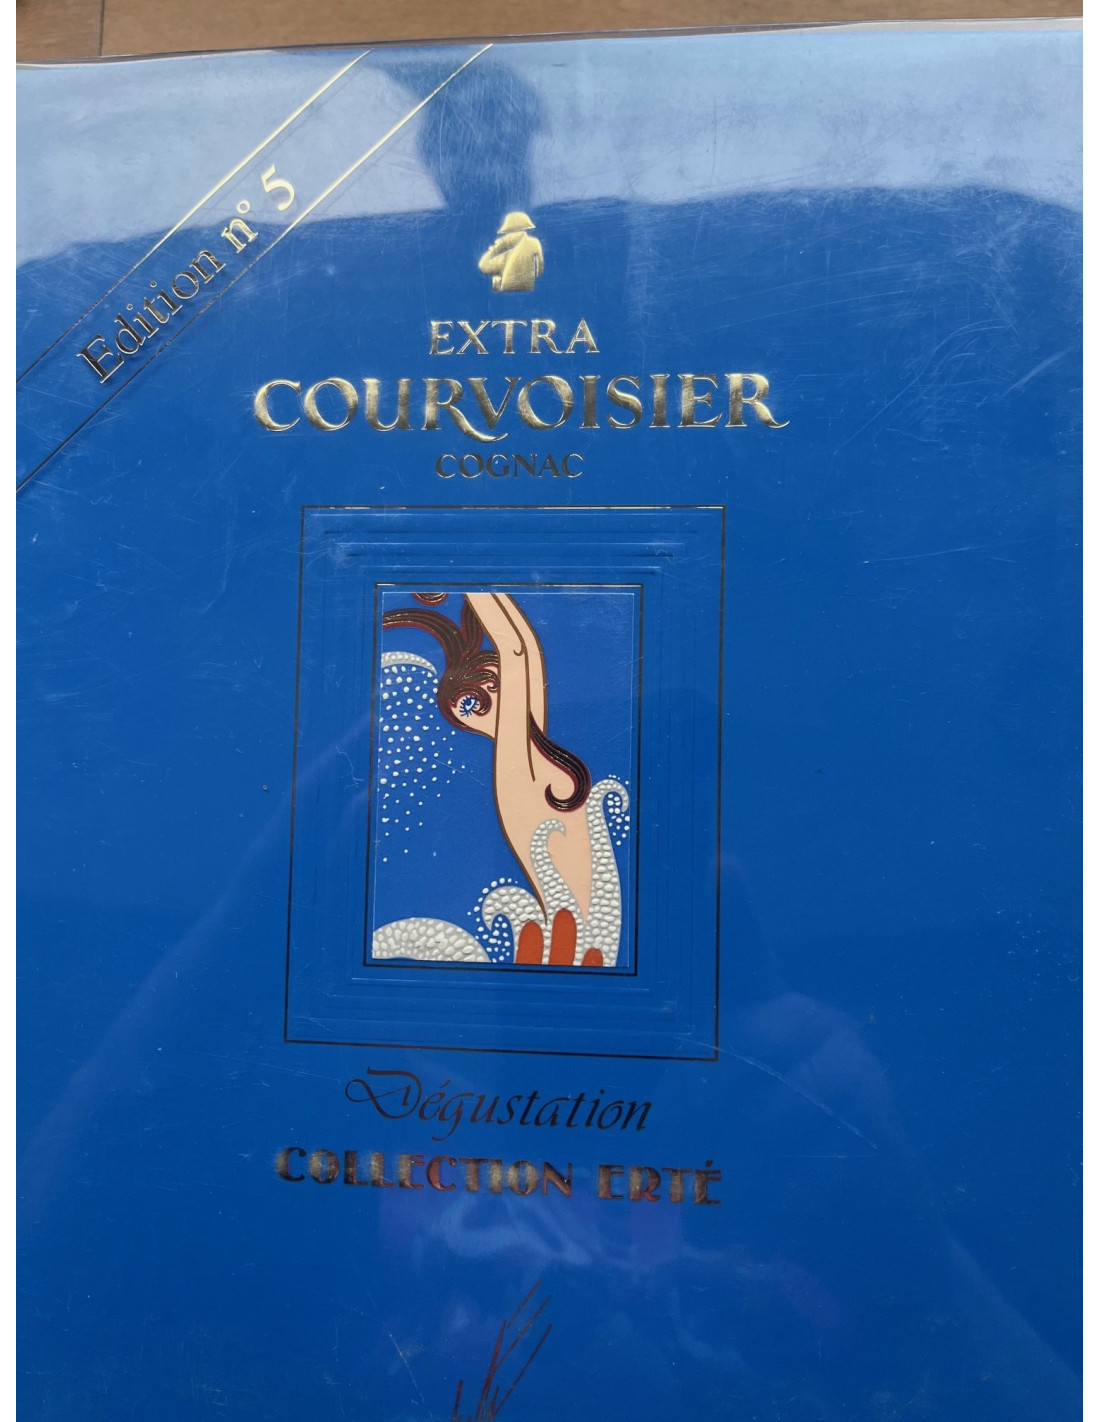 Edition n° 5
EXTRA
COURVOISIER
COGNAC
Dégustation
COLLECTION ERTÉ